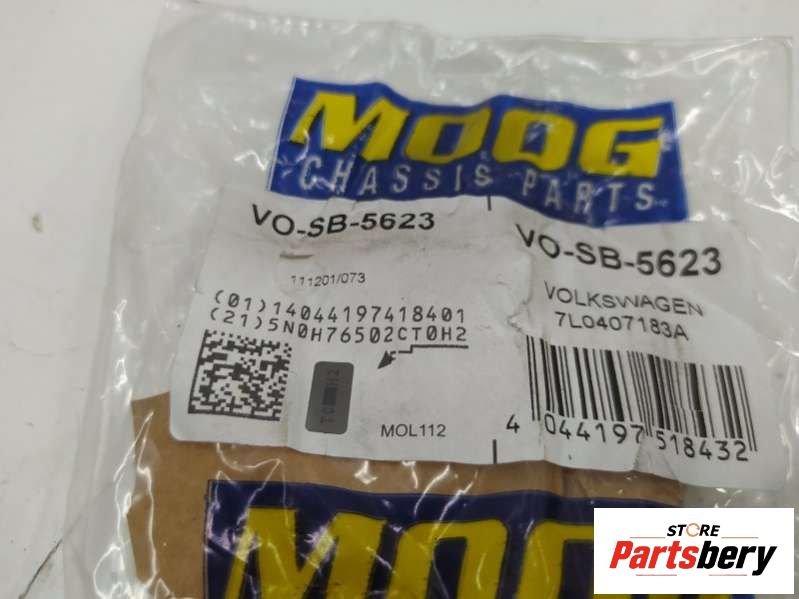 MOOG
CHASSIS PARTS
VO-SB-5623
111201/073
(01)14044197418401
(21)5N0H76502CT0H2
MOL112
VO-SB-5623
VOLKSWAGEN
7L0407183A
4 044197 518432
MOOG
STORE
Partsbery